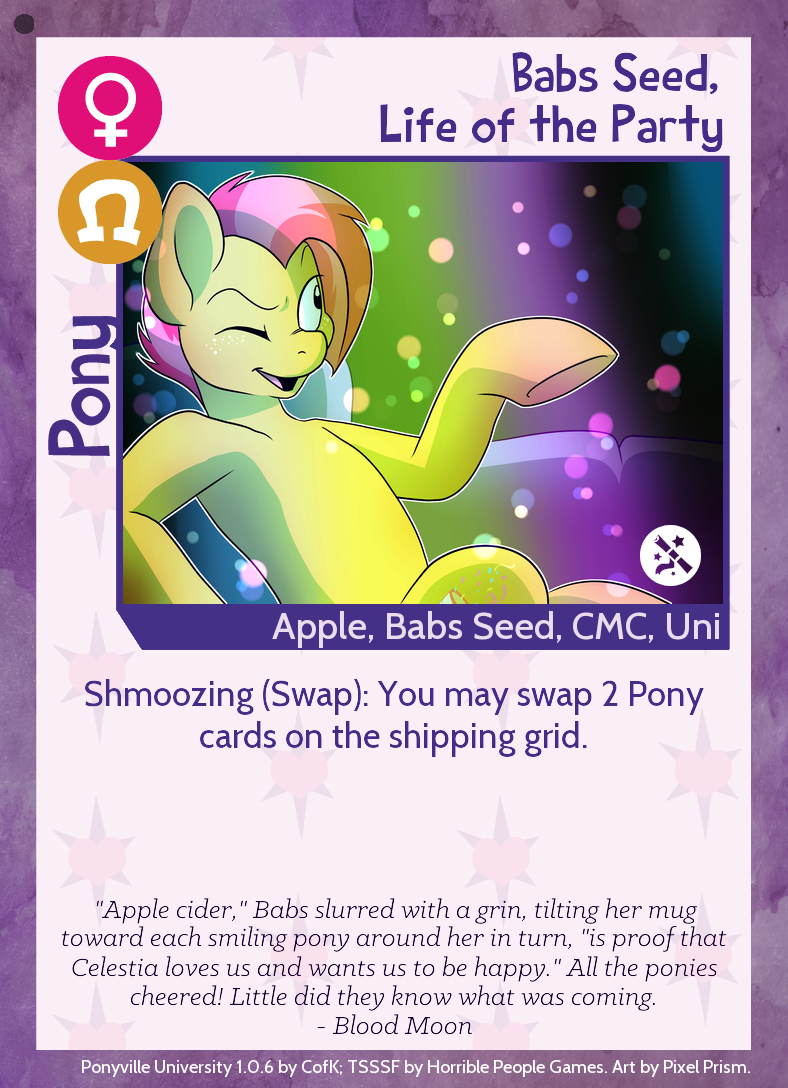 Babs Seed,
Life of the Party
Pony
Apple, Babs Seed, CMC, Uni
Shmoozing (Swap): You may swap 2 Pony
cards on the shipping grid.
"Apple cider," Babs slurred with a grin, tilting her mug
toward each smiling pony around her in turn, "is proof that
Celestia loves us and wants us to be happy." All the ponies
cheered! Little did they know what was coming.
- Blood Moon
Ponyville University 1.0.6 by CofK; TSSSF by Horrible People Games. Art by Pixel Prism.